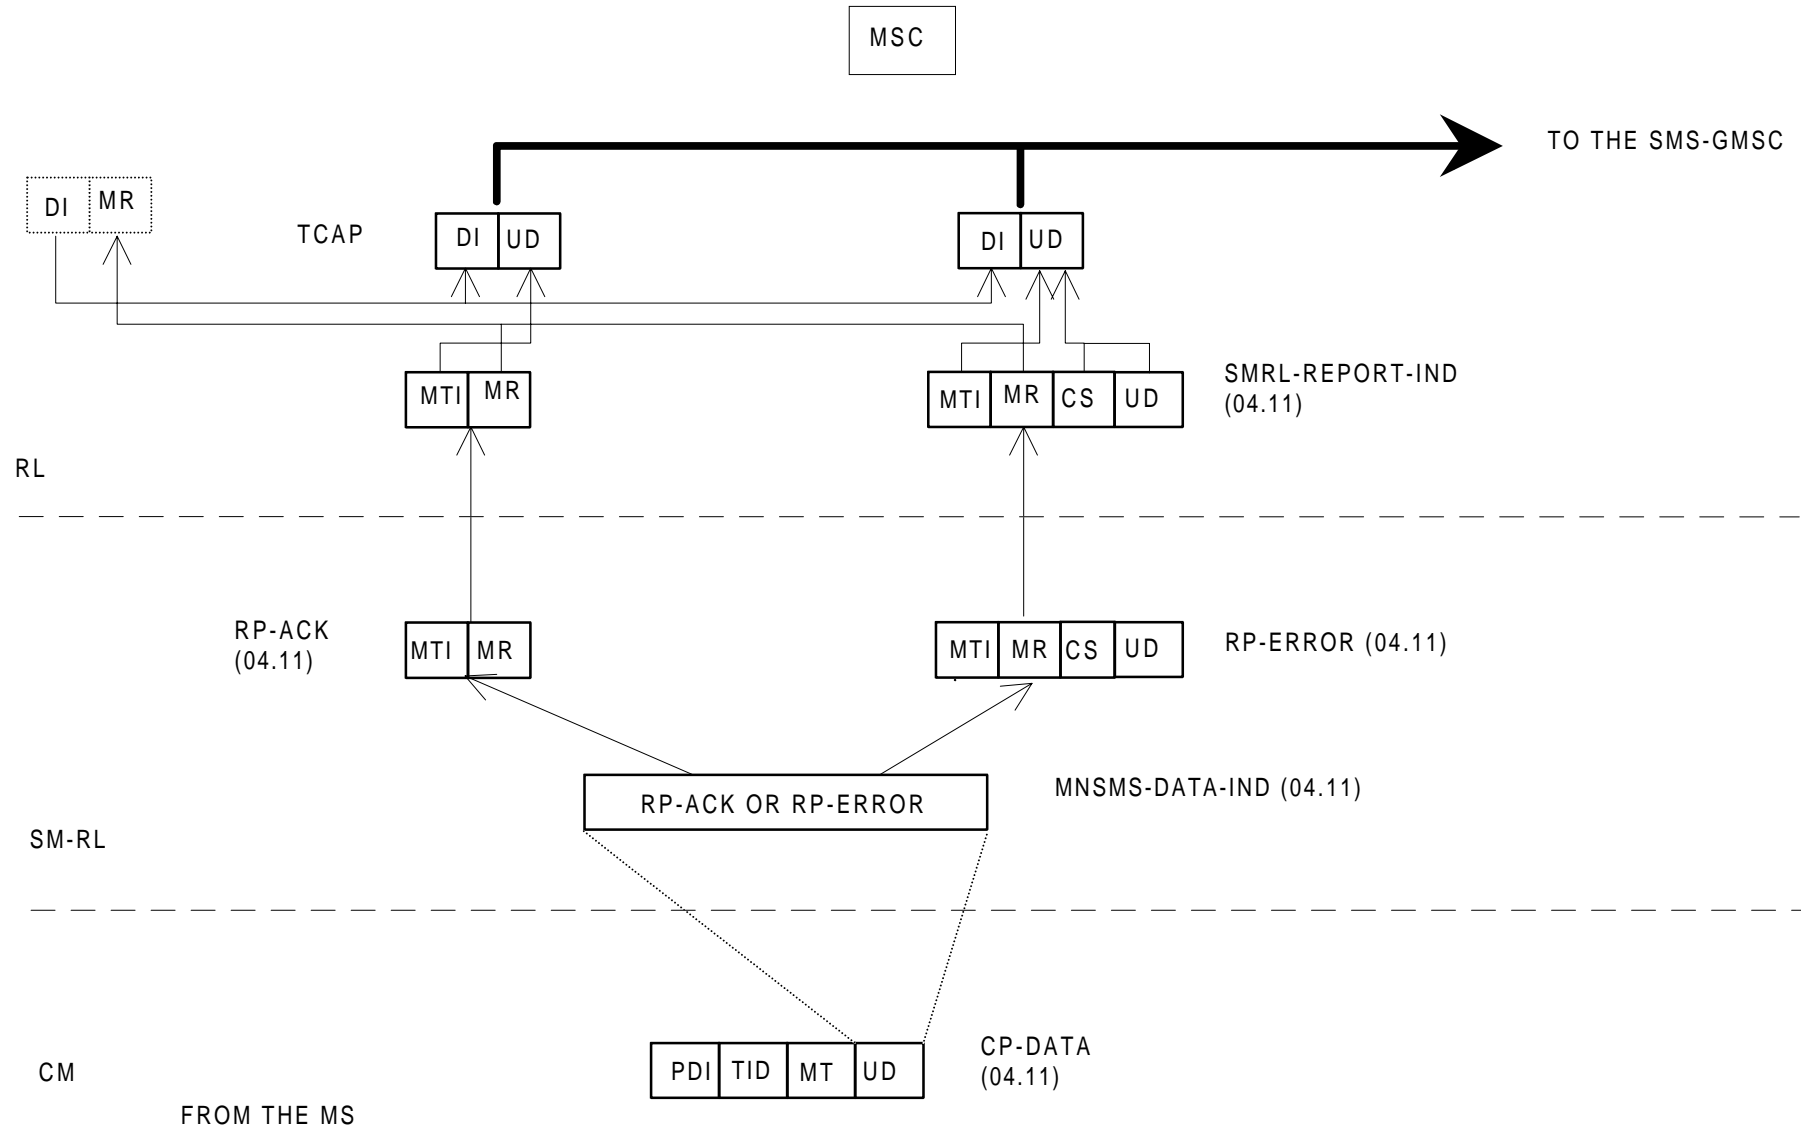 MSC
TO THE SMS-GMSC
DI MR
TCAP
DI UD
DI UD
MTI MR
MTI MR CS UD
SMRL-REPORT-IND
(04.11)
RL
RP-ACK
(04.11)
MTI MR
MTI MR CS UD
RP-ERROR (04.11)
RP-ACK OR RP-ERROR
MNSMS-DATA-IND (04.11)
SM-RL
CM
PDI TID MT UD
CP-DATA
(04.11)
FROM THE MS